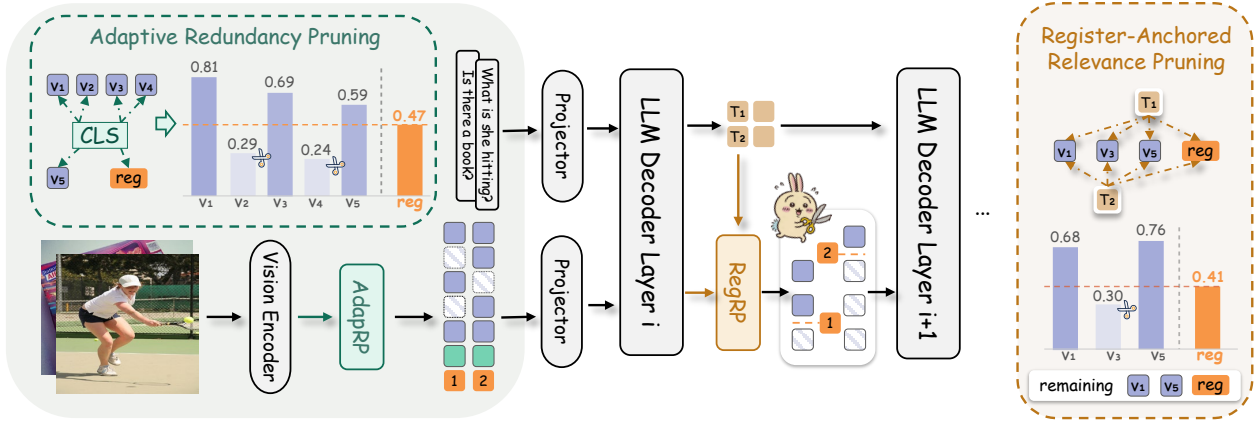 Adaptive Redundancy Pruning
V1 V2 V3 V4
CLS
V5 reg
0.81
0.29
0.69
0.24
0.59
0.47
V1 V2 V3 V4 V5 reg
What is she hitting?
Is there a book?
Vision Encoder
AdapRP
1 2
Projector
Projector
LLM Decoder Layer i
T1
T2
RegRP
2
1
LLM Decoder Layer i+1
...
Register-Anchored
Relevance Pruning
T1
V1 V3 V5 reg
T2
0.68
0.30
0.76
0.41
V1 V3 V5 reg
remaining V1 V5 reg